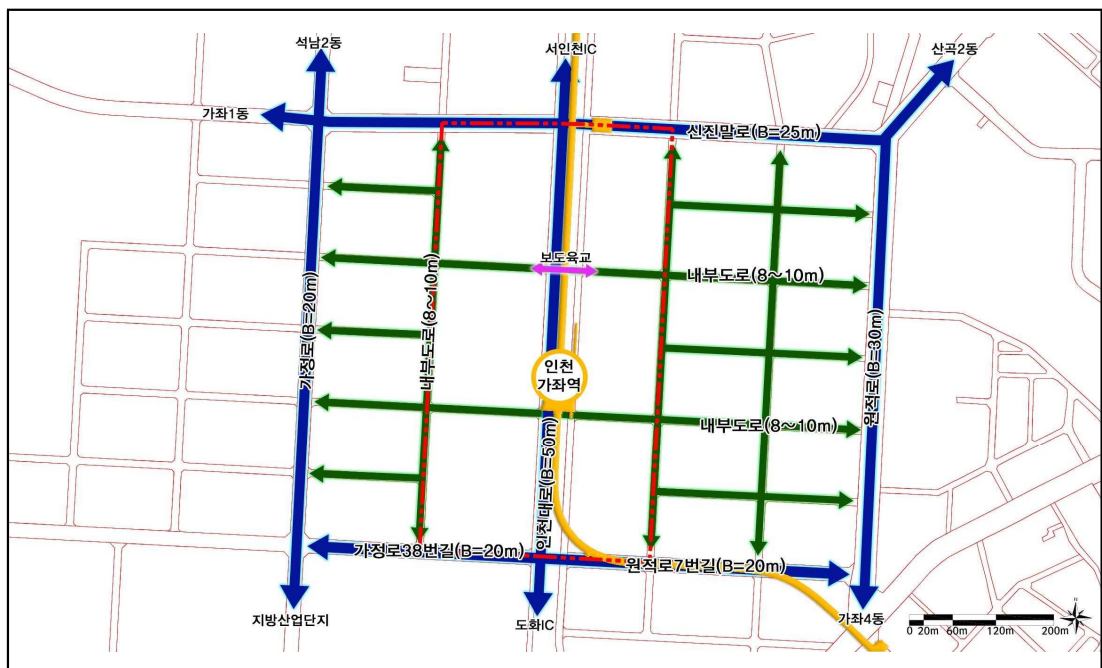 석남2동
서인천IC
산곡2동
가좌1동
신진말로(B=25m)
보도육교
내부도로(8~10m)
가정로(B=20m)
내부도로(8~10m)
원적로(B=30m)
인천
가좌역
내부도로(8~10m)
인천대로(B=50m)
가정로38번길(B=20m)
원적로7번길(B=20m)
지방산업단지
도화IC
가좌4동
N
0 20m 60m 120m 200m